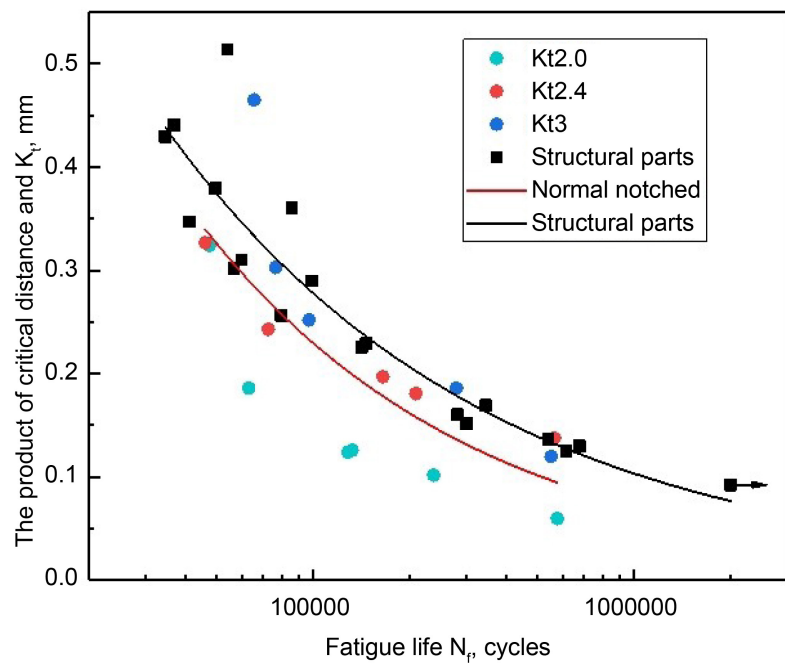 The product of critical distance and Kt, mm
0.5
0.4
0.3
0.2
0.1
0.0
Kt2.0
Kt2.4
Kt3
Structural parts
Normal notched
Structural parts
100000
1000000
Fatigue life Nf, cycles